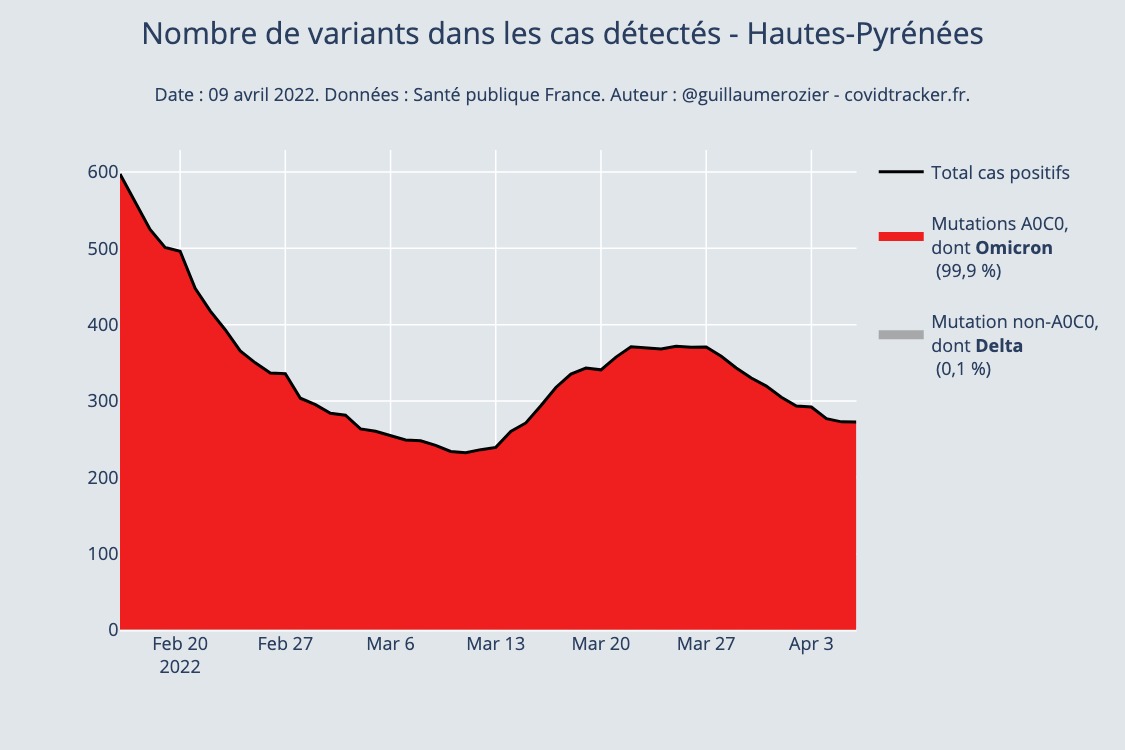 Nombre de variants dans les cas détectés - Hautes-Pyrénées
Date : 09 avril 2022. Données : Santé publique France. Auteur : @guillaumerozier - covidtracker.fr.
600
500
400
300
200
100
0
Feb 20
2022
Feb 27
Mar 6
Mar 13
Mar 20
Mar 27
Apr 3
Total cas positifs
Mutations A0C0,
dont Omicron
(99,9 %)
Mutation non-A0C0,
dont Delta
(0,1 %)